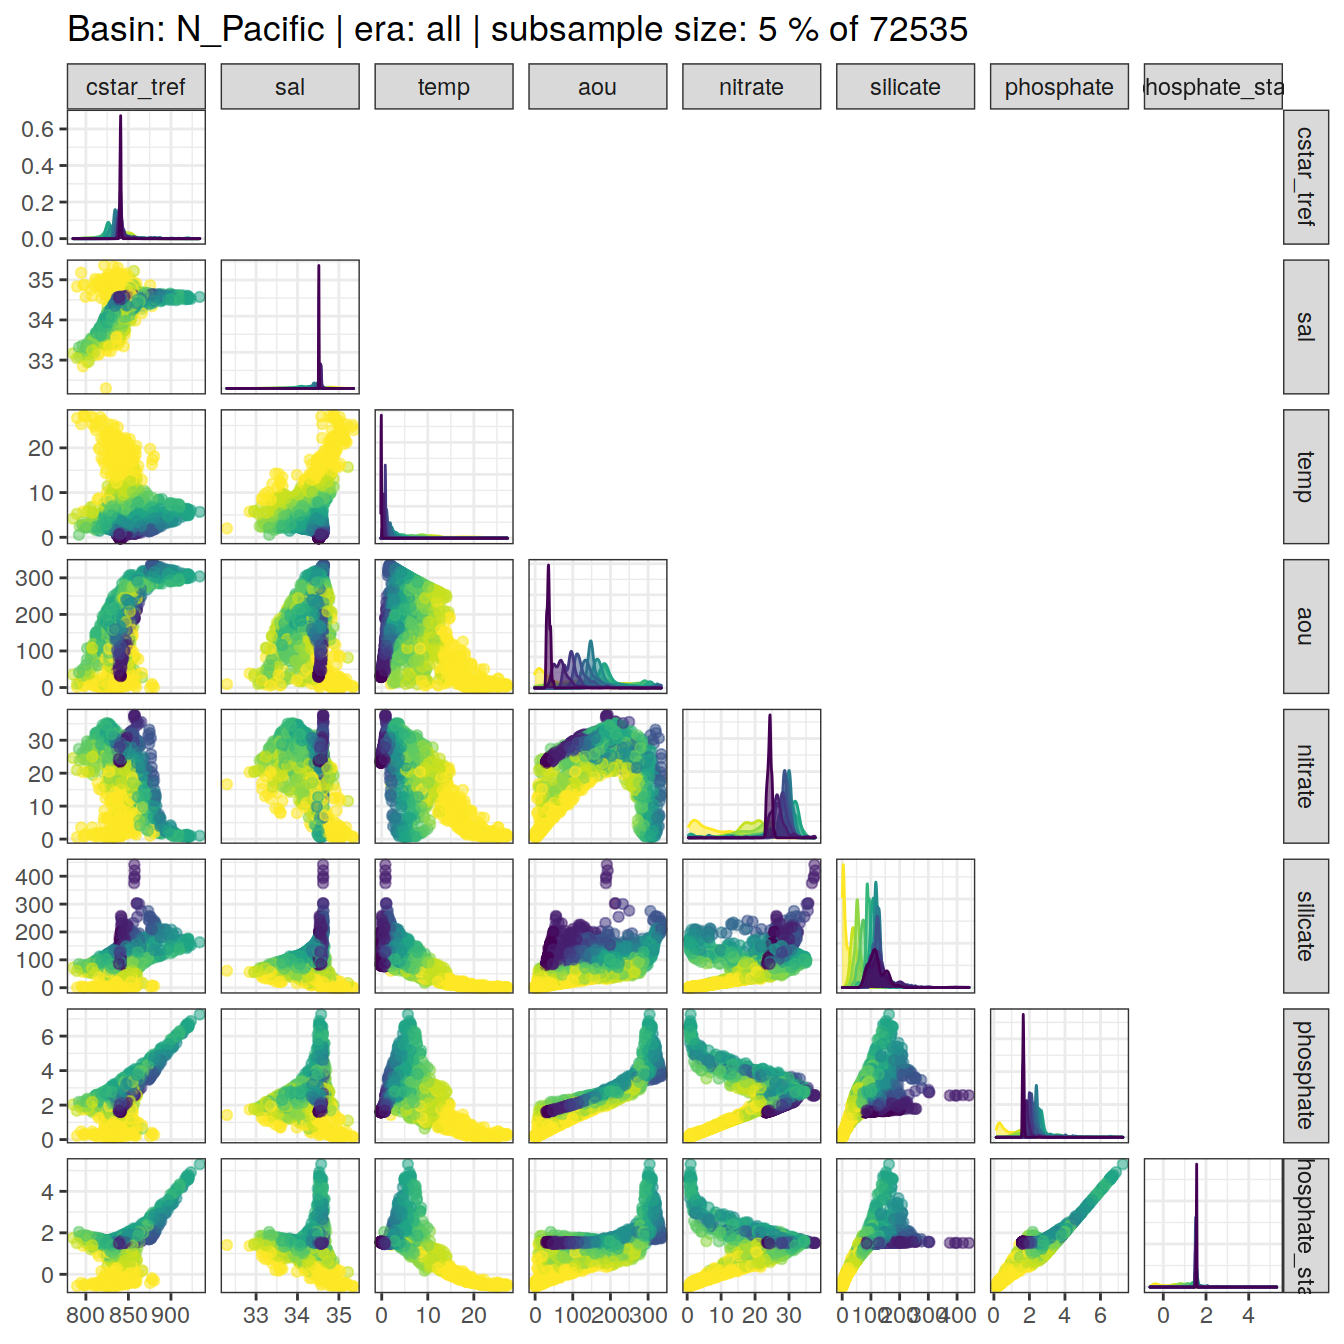 Basin: N_Pacific | era: all | subsample size: 5 % of 72535
cstar_tref sal temp aou nitrate silicate phosphate hosphate_sta
0.6
0.4
0.2
0.0
cstar_tref
35
34
33
sal
20
10
0
temp
300
200
100
0
aou
30
20
10
0
nitrate
400
300
200
100
0
silicate
6
4
2
0
phosphate
4
2
0
hosphate_sta
800 850 900 33 34 35 0 10 20 0 100 200 300 0 10 20 30 0 100 200 300 400 0 2 4 6 0 2 4